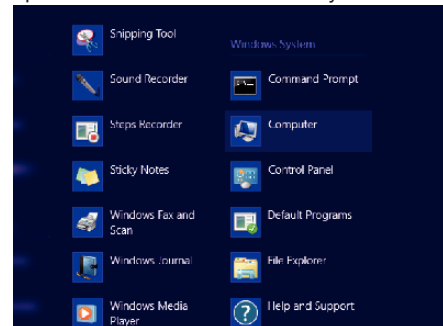 Snipping Tool
Sound Recorder
Steps Recorder
Sticky Notes
Windows Fax and
Scan
Windows Journal
Windows Media
Player
Windows System
Command Prompt
Computer
Control Panel
Default Programs
File Explorer
Help and Support